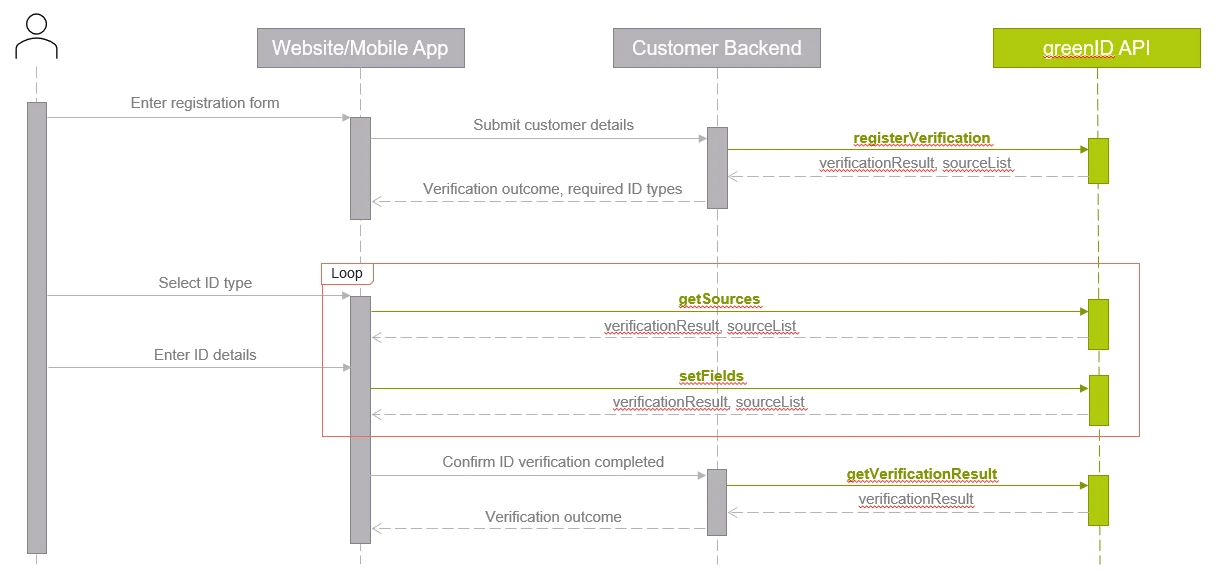 Website/Mobile App
Customer Backend
greenID API
Enter registration form
Submit customer details
registerVerification
verificationResult, sourceList
Verification outcome, required ID types
Loop
Select ID type
getSources
verificationResult, sourceList
Enter ID details
setFields
verificationResult, sourceList
Confirm ID verification completed
getVerificationResult
verificationResult
Verification outcome